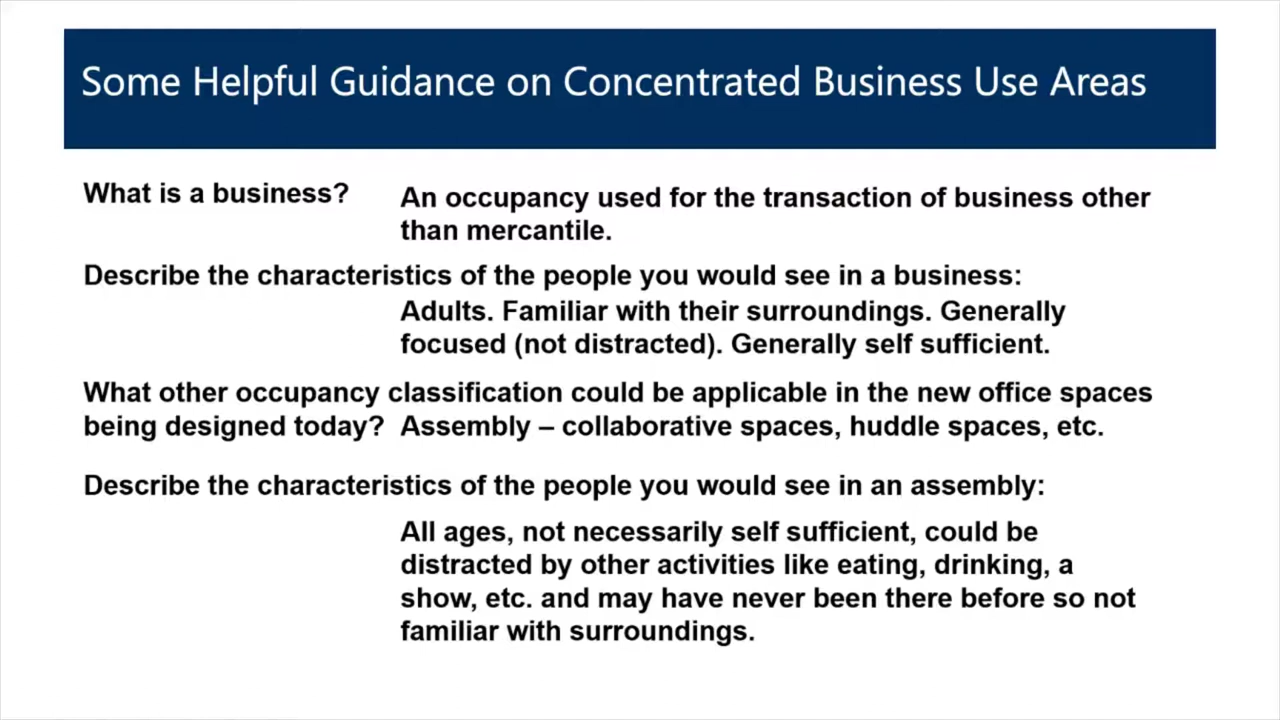 Some Helpful Guidance on Concentrated Business Use Areas
What is a business?
An occupancy used for the transaction of business other
than mercantile.
Describe the characteristics of the people you would see in a business:
Adults. Familiar with their surroundings. Generally
focused (not distracted). Generally self sufficient.
What other occupancy classification could be applicable in the new office spaces
being designed today? Assembly – collaborative spaces, huddle spaces, etc.
Describe the characteristics of the people you would see in an assembly:
All ages, not necessarily self sufficient, could be
distracted by other activities like eating, drinking, a
show, etc. and may have never been there before so not
familiar with surroundings.